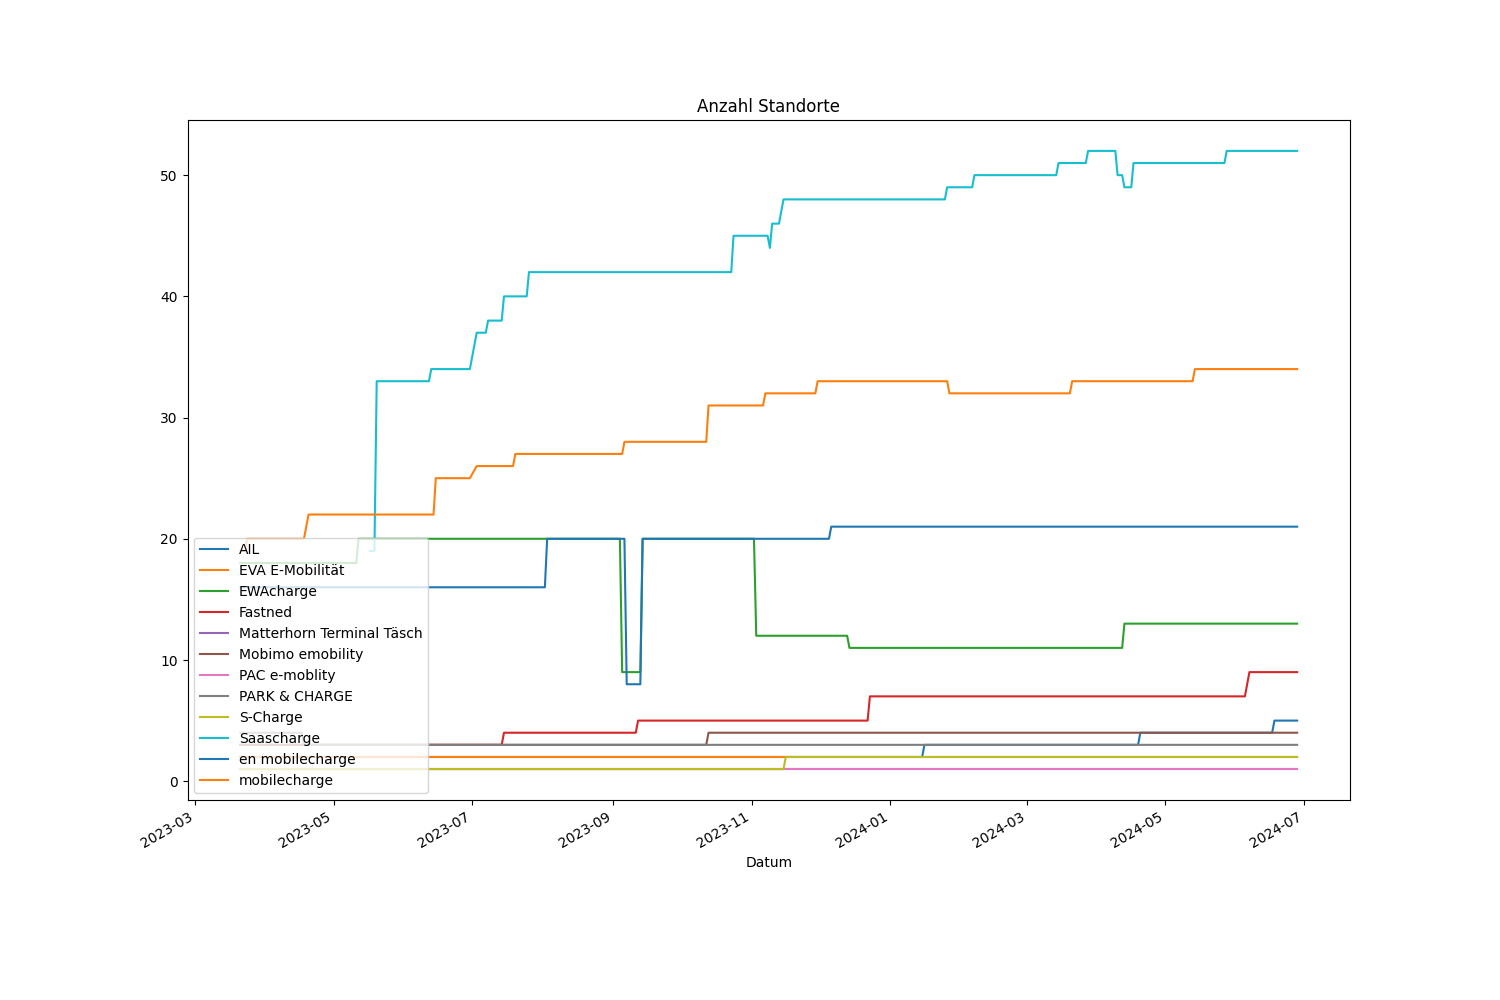 Anzahl Standorte
50
40
30
20
10
0
AIL
EVA E-Mobilität
EWAcharge
Fastned
Matterhorn Terminal Täsch
Mobimo emobility
PAC e-moblity
PARK & CHARGE
S-Charge
Saascharge
en mobilecharge
mobilecharge
2023-03 2023-05 2023-07 2023-09 2023-11 2024-01 2024-03 2024-05 2024-07
Datum